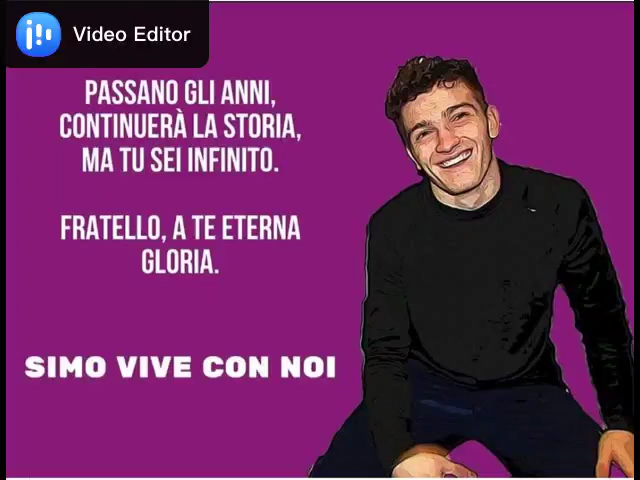 Video Editor
PASSANO GLI ANNI,
CONTINUERÀ LA STORIA,
MA TU SEI INFINITO.
FRATELLO, A TE ETERNA
GLORIA.
SIMO VIVE CON NOI